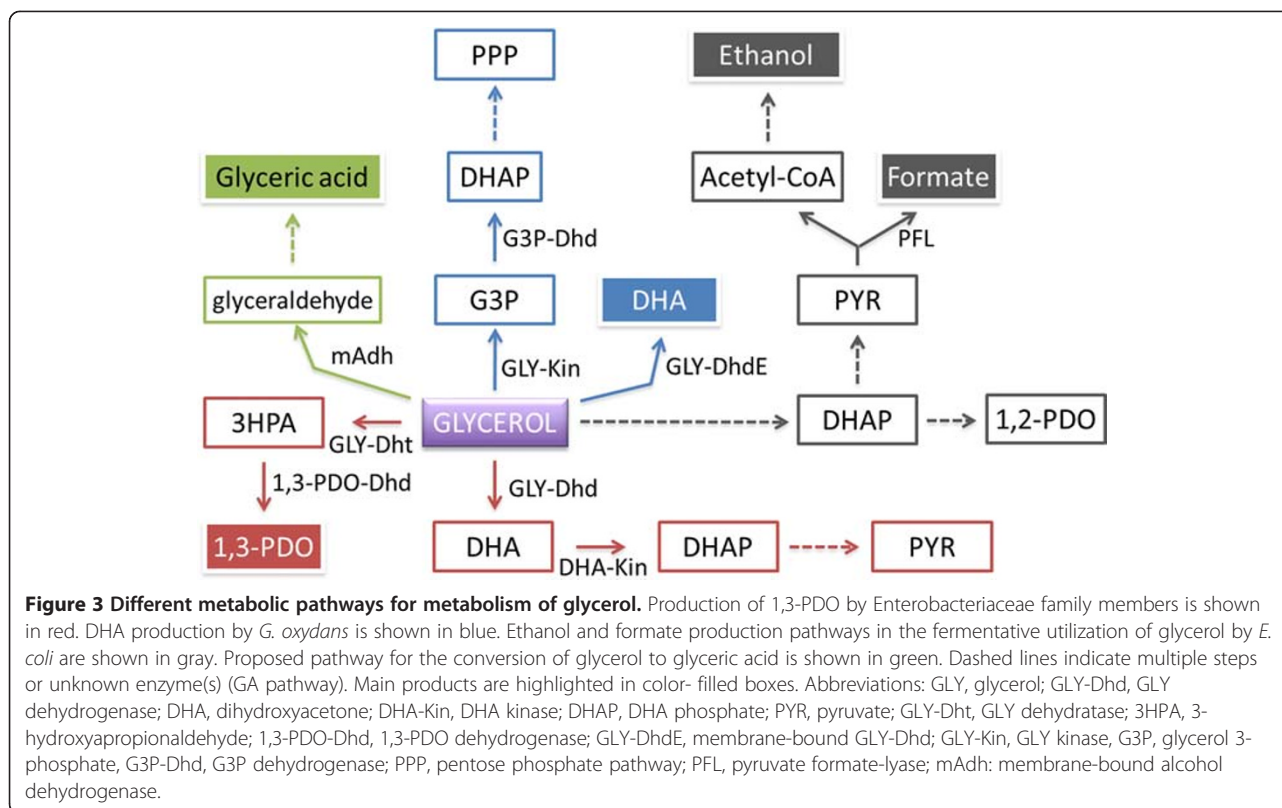 PPP
Ethanol
Glyceric acid
DHAP
Acetyl-CoA
Formate
G3P-Dhd
PFL
glyceraldehyde
G3P
DHA
PYR
mAdh
GLY-Kin
GLY-DhdE
3HPA
GLY-Dht
GLYCEROL
DHAP
1,2-PDO
1,3-PDO-Dhd
GLY-Dhd
1,3-PDO
DHA
DHA-Kin
DHAP
PYR
Figure 3 Different metabolic pathways for metabolism of glycerol. Production of 1,3-PDO by Enterobacteriaceae family members is shown
in red. DHA production by G. oxydans is shown in blue. Ethanol and formate production pathways in the fermentative utilization of glycerol by E.
coli are shown in gray. Proposed pathway for the conversion of glycerol to glyceric acid is shown in green. Dashed lines indicate multiple steps
or unknown enzyme(s) (GA pathway). Main products are highlighted in color- filled boxes. Abbreviations: GLY, glycerol; GLY-Dhd, GLY
dehydrogenase; DHA, dihydroxyacetone; DHA-Kin, DHA kinase; DHAP, DHA phosphate; PYR, pyruvate; GLY-Dht, GLY dehydratase; 3HPA, 3-
hydroxyapropionaldehyde; 1,3-PDO-Dhd, 1,3-PDO dehydrogenase; GLY-DhdE, membrane-bound GLY-Dhd; GLY-Kin, GLY kinase, G3P, glycerol 3-
phosphate, G3P-Dhd, G3P dehydrogenase; PPP, pentose phosphate pathway; PFL, pyruvate formate-lyase; mAdh: membrane-bound alcohol
dehydrogenase.